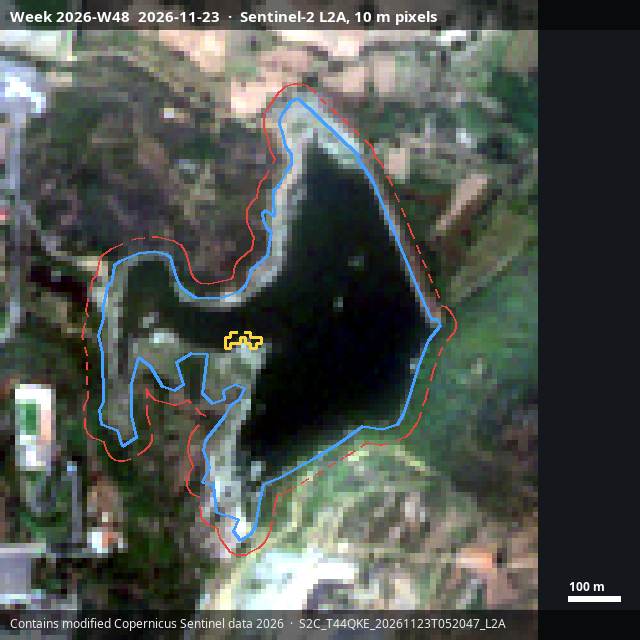 Week 2026-W48  2026-11-23  ·  Sentinel-2 L2A, 10 m pixels
100 m
Contains modified Copernicus Sentinel data 2026  ·  S2C_T44QKE_20261123T052047_L2A